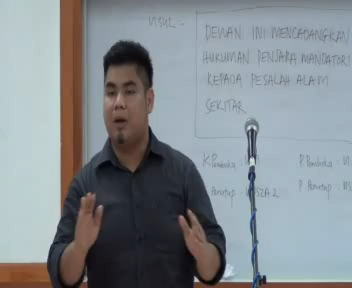 USUL -
DEWAN INI MENCADANGKAN
HUKUMAN PENJARA MANDATORI
KEPADA PESALAH ALAM
SEKITAR
K. Pembuka :
P. Pembuka :
Penutup :
P. Penutup :